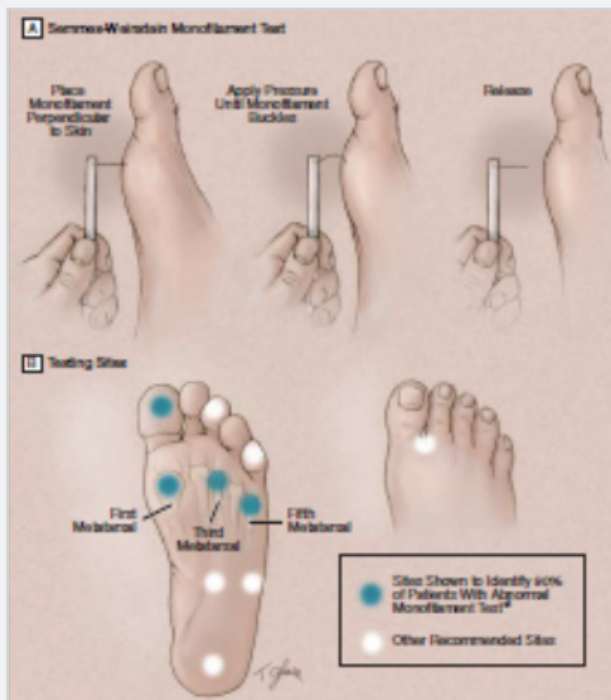 A Semmes-Weinstein Monofilament Test
Place
Monofilament
Perpendicular
to Skin
Apply Pressure
Until Monofilament
Buckles
Release
B Testing Sites
First
Metatarsal
Third
Metatarsal
Fifth
Metatarsal
Sites Shown to Identify 90%
of Patients With Abnormal
Monofilament Test
Other Recommended Sites